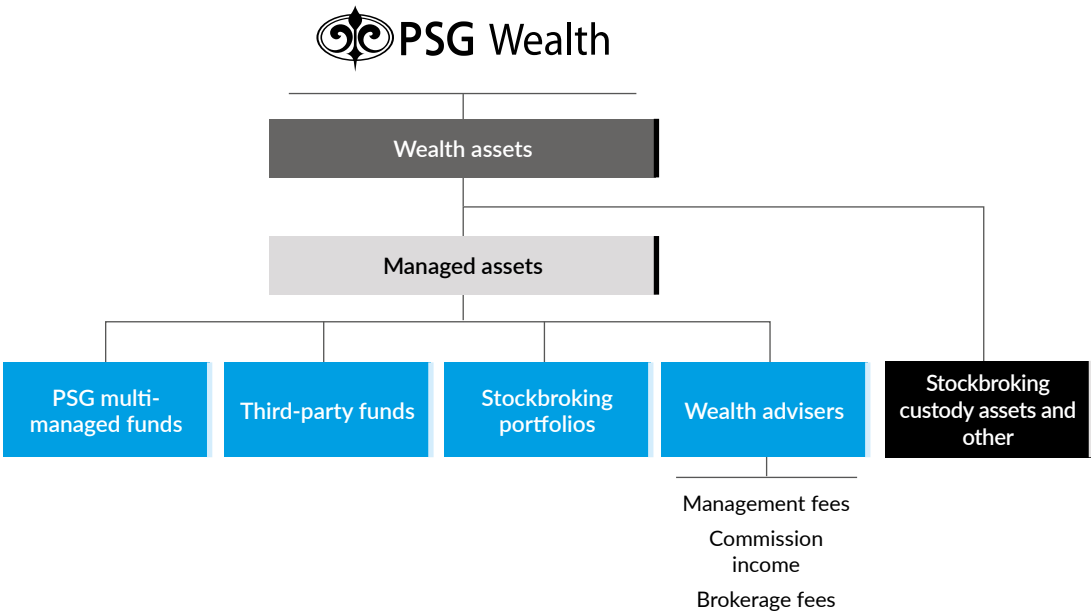 PSG Wealth
Wealth assets
Managed assets
PSG multi-
managed funds
Third-party funds
Stockbroking
portfolios
Wealth advisers
Stockbroking
custody assets and
other
Management fees
Commission
income
Brokerage fees